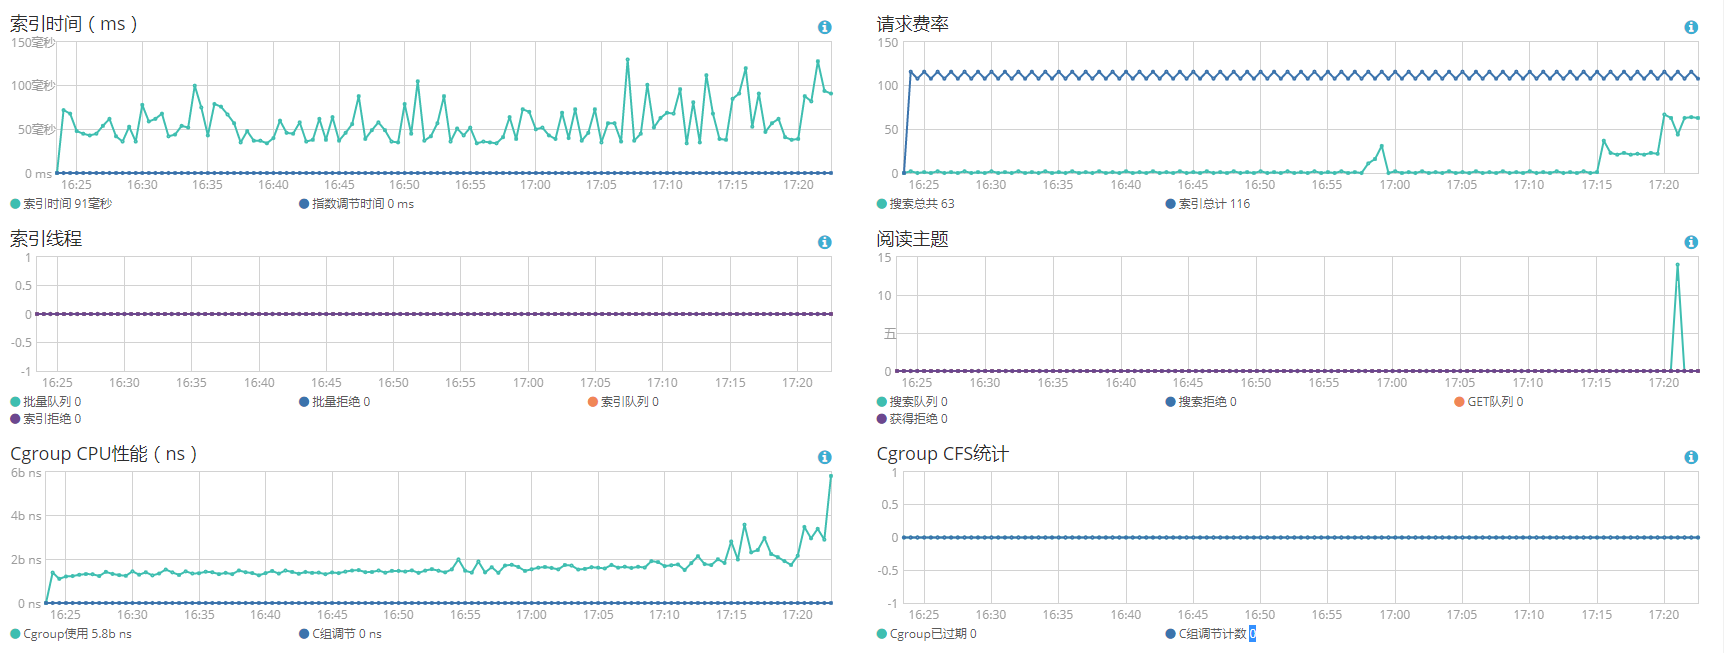 索引时间（ms）
150毫秒
100毫秒
50毫秒
0 ms
16:25 16:30 16:35 16:40 16:45 16:50 16:55 17:00 17:05 17:10 17:15 17:20
索引时间 91毫秒 指数调节时间 0 ms
请求费率
150
100
50
0
16:25 16:30 16:35 16:40 16:45 16:50 16:55 17:00 17:05 17:10 17:15 17:20
搜索总共 63 索引总计 116
索引线程
1
0.5
0
-0.5
-1
16:25 16:30 16:35 16:40 16:45 16:50 16:55 17:00 17:05 17:10 17:15 17:20
批量队列 0 批量拒绝 0 索引队列 0
索引拒绝 0
阅读主题
15
10
五
0
16:25 16:30 16:35 16:40 16:45 16:50 16:55 17:00 17:05 17:10 17:15 17:20
搜索队列 0 搜索拒绝 0 GET队列 0
获得拒绝 0
Cgroup CPU性能（ns）
6b ns
4b ns
2b ns
0 ns
16:25 16:30 16:35 16:40 16:45 16:50 16:55 17:00 17:05 17:10 17:15 17:20
Cgroup使用 5.8b ns C组调节 0 ns
Cgroup CFS统计
1
0.5
0
-0.5
-1
16:25 16:30 16:35 16:40 16:45 16:50 16:55 17:00 17:05 17:10 17:15 17:20
Cgroup已过期 0 C组调节计数 0